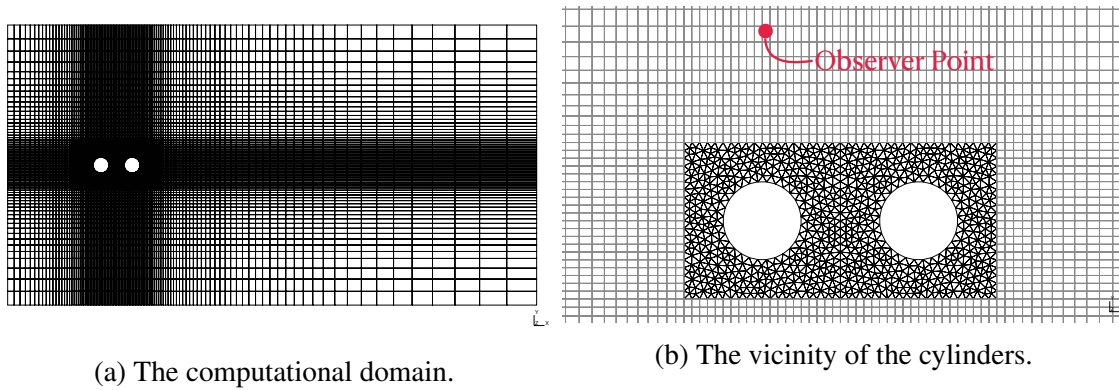 Observer Point
Y
Z X
(a) The computational domain.
(b) The vicinity of the cylinders.